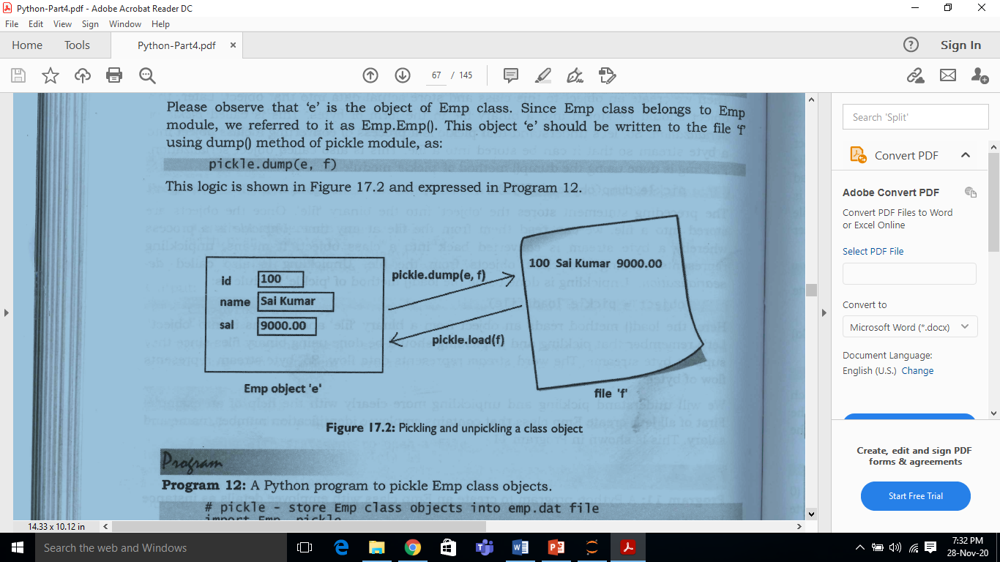 Python-Part4.pdf - Adobe Acrobat Reader DC
File Edit View Sign Window Help
Home Tools Python-Part4.pdf × Sign In
67 / 145
Please observe that ‘e’ is the object of Emp class. Since Emp class belongs to Emp
module, we referred to it as Emp.Emp(). This object ‘e’ should be written to the file ‘f’
using dump() method of pickle module, as:
pickle.dump(e, f)
This logic is shown in Figure 17.2 and expressed in Program 12.
id 100
name Sai Kumar
sal 9000.00
Emp object 'e'
pickle.dump(e, f)
pickle.load(f)
100 Sai Kumar 9000.00
file 'f'
Figure 17.2: Pickling and unpickling a class object
Program
Program 12: A Python program to pickle Emp class objects.
# pickle - store Emp class objects into emp.dat file
import Emp, pickle
14.33 x 10.12 in
Search 'Split'
Convert PDF
Adobe Convert PDF
Convert PDF Files to Word
or Excel Online
Select PDF File
Convert to
Microsoft Word (*.docx)
Document Language:
English (U.S.) Change
Create, edit and sign PDF
forms & agreements
Start Free Trial
Search the web and Windows
7:32 PM
28-Nov-20